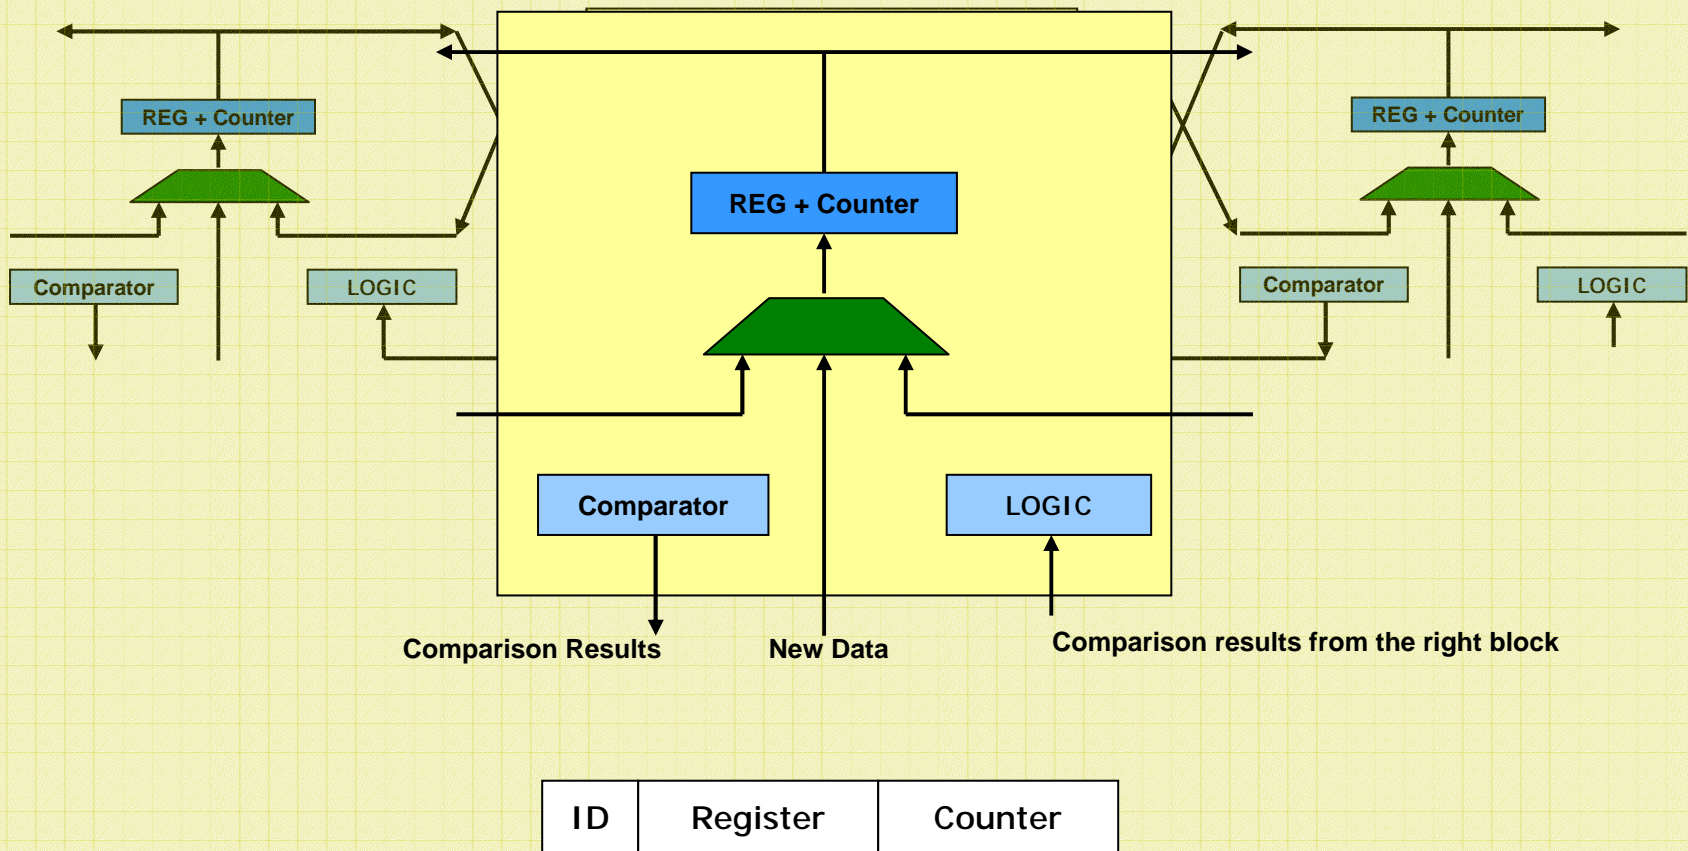 REG + Counter
Comparator
LOGIC
REG + Counter
Comparator
LOGIC
Comparison Results
New Data
Comparison results from the right block
REG + Counter
Comparator
LOGIC
ID Register Counter